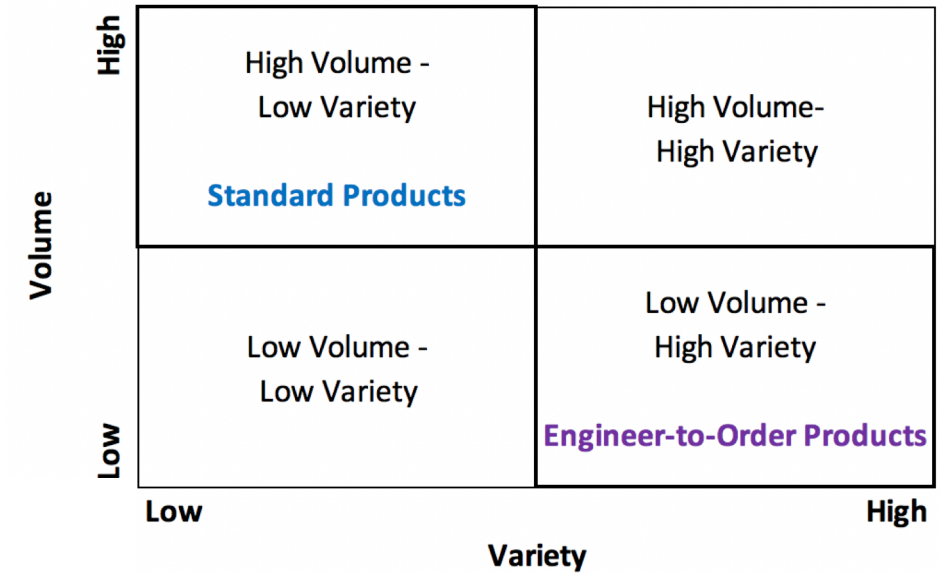 High
High Volume -
Low Variety
Standard Products
High Volume-
High Variety
Volume
Low Volume -
Low Variety
Low Volume -
High Variety
Engineer-to-Order Products
Low
Low
High
Variety